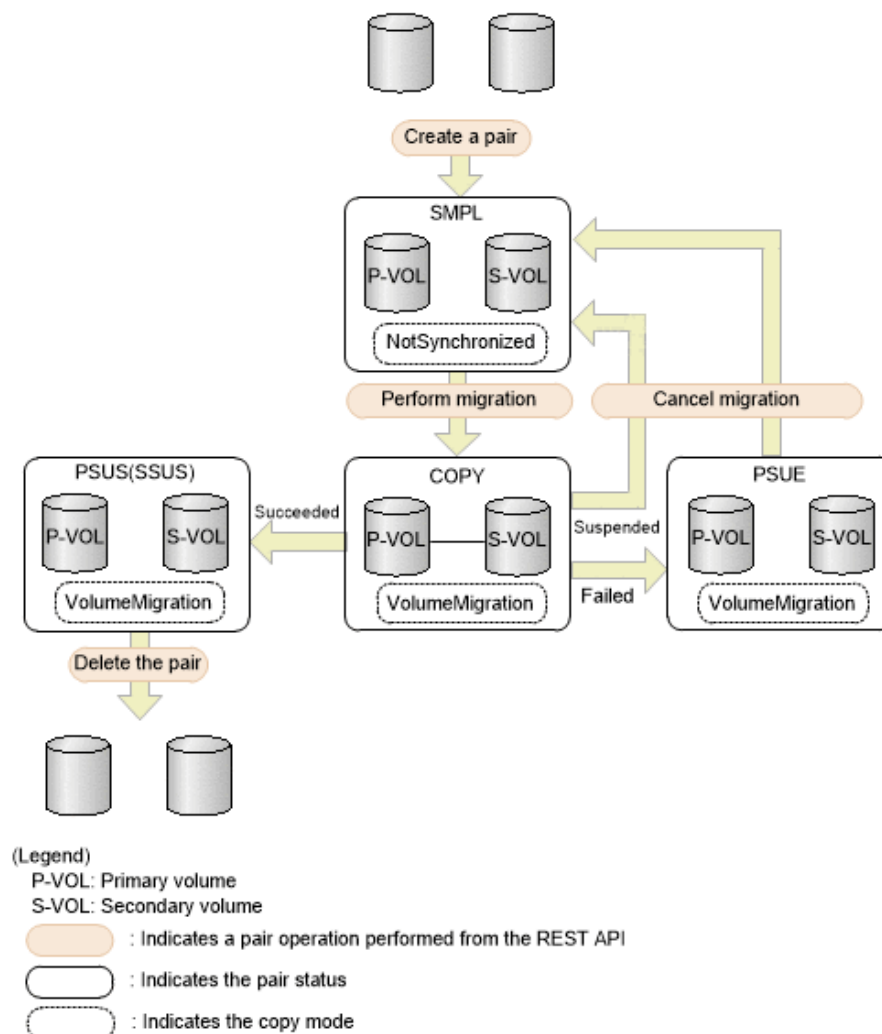 Create a pair
SMPL
P-VOL
S-VOL
NotSynchronized
Perform migration
Cancel migration
PSUS(SSUS)
P-VOL
S-VOL
VolumeMigration
Succeeded
COPY
P-VOL
S-VOL
VolumeMigration
Suspended
Failed
PSUE
P-VOL
S-VOL
VolumeMigration
Delete the pair
(Legend)
P-VOL: Primary volume
S-VOL: Secondary volume
: Indicates a pair operation performed from the REST API
: Indicates the pair status
: Indicates the copy mode